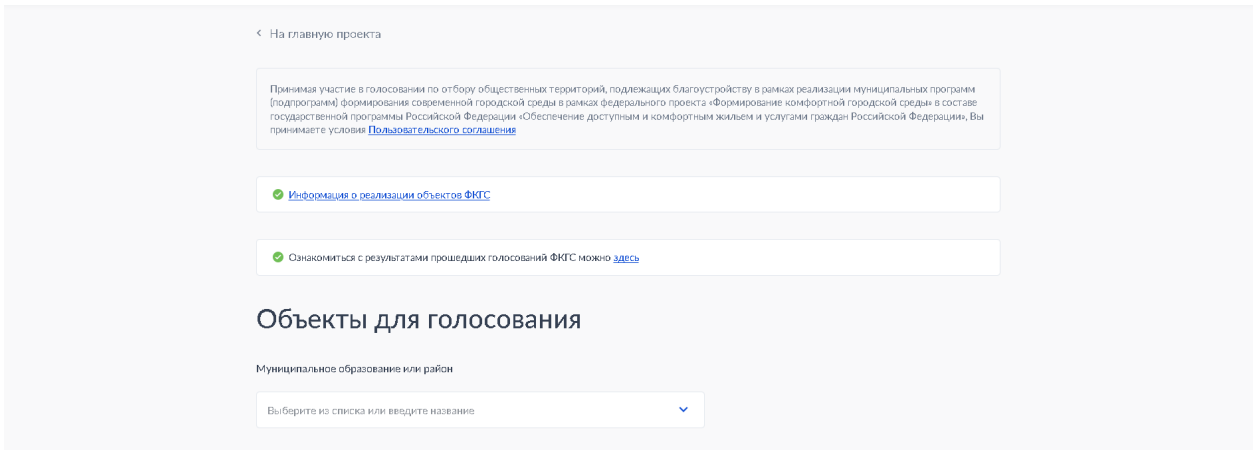 На главную проекта
Принимая участие в голосовании по отбору общественных территорий, подлежащих благоустройству в рамках реализации муниципальных программ
(подпрограмм) формирования современной городской среды в рамках федерального проекта «Формирование комфортной городской среды» в составе
государственной программы Российской Федерации «Обеспечение доступным и комфортным жильем и услугами граждан Российской Федерации», Вы
принимаете условия Пользовательского соглашения
Информация о реализации объектов ФКГС
Ознакомиться с результатами прошедших голосований ФКГС можно здесь
Объекты для голосования
Муниципальное образование или район
Выберите из списка или введите название